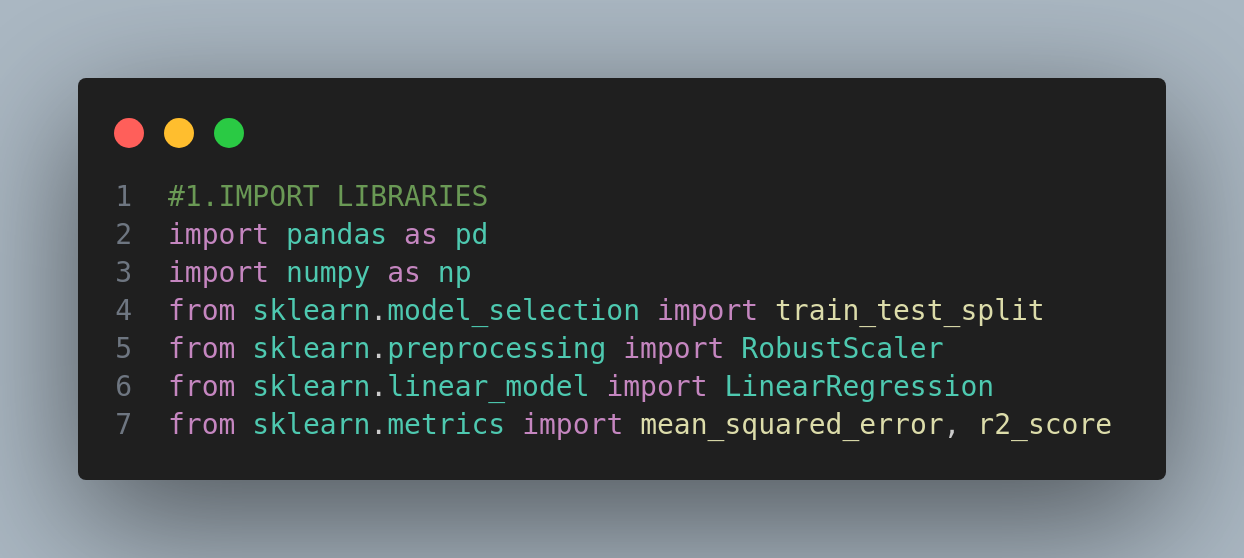 1 #1.IMPORT LIBRARIES
2 import pandas as pd
3 import numpy as np
4 from sklearn.model_selection import train_test_split
5 from sklearn.preprocessing import RobustScaler
6 from sklearn.linear_model import LinearRegression
7 from sklearn.metrics import mean_squared_error, r2_score